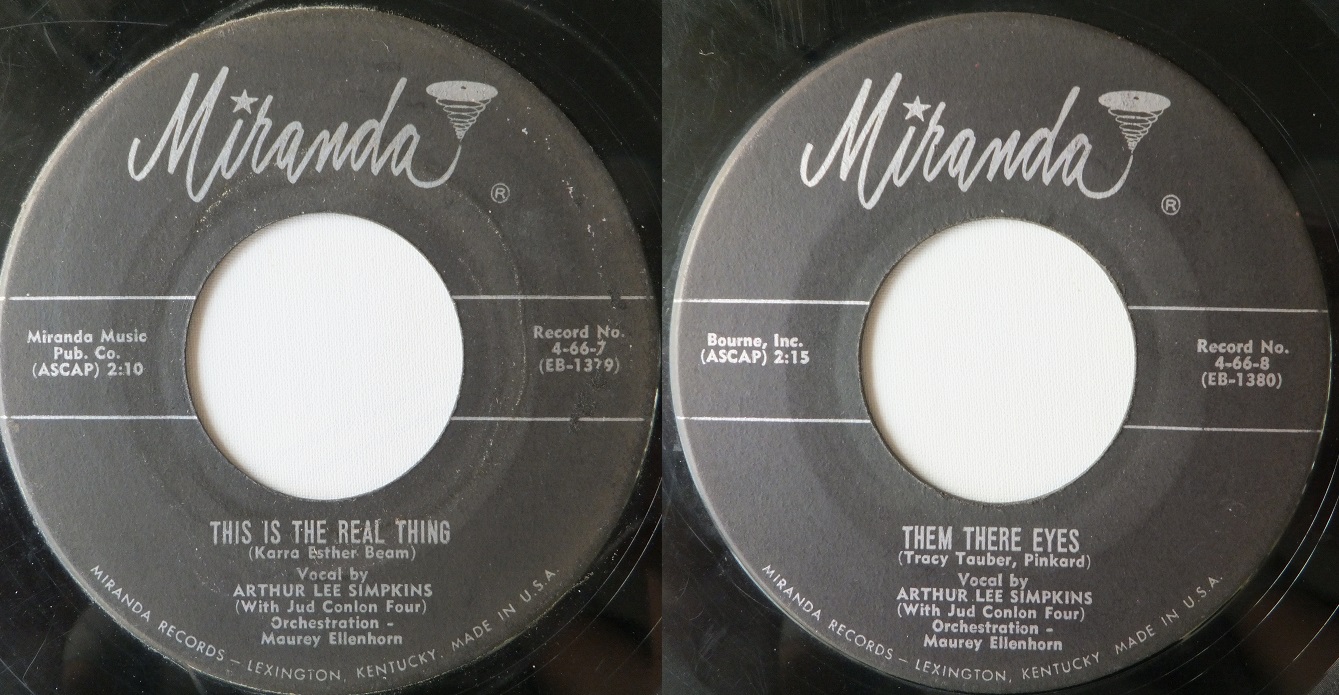 Miranda
®
Miranda Music
Pub. Co.
(ASCAP) 2:10
Record No.
4-66-7
(EB-1379)
THIS IS THE REAL THING
(Karra Esther Beam)
Vocal by
ARTHUR LEE SIMPKINS
(With Jud Conlon Four)
Orchestration -
Maurey Ellenhorn
MIRANDA RECORDS — LEXINGTON, KENTUCKY. MADE IN U.S.A.
Miranda
®
Bourne, Inc.
(ASCAP) 2:15
Record No.
4-66-8
(EB-1380)
THEM THERE EYES
(Tracy Tauber, Pinkard)
Vocal by
ARTHUR LEE SIMPKINS
(With Jud Conlon Four)
Orchestration -
Maurey Ellenhorn
MIRANDA RECORDS — LEXINGTON, KENTUCKY. MADE IN U.S.A.